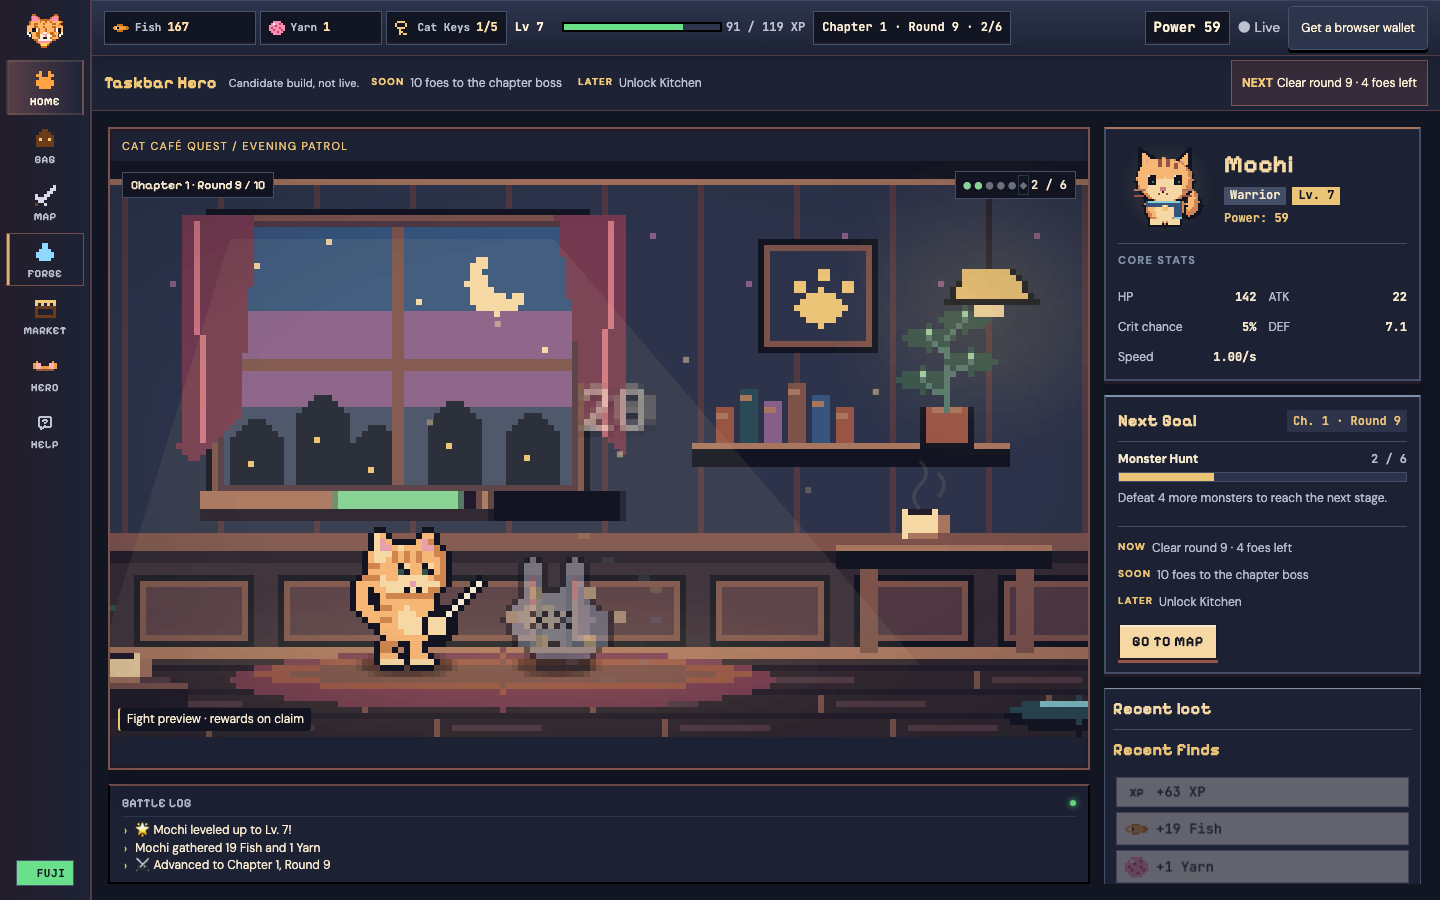 Fish 167
Yarn 1
Cat Keys 1/5
Lv 7
91 / 119 XP
Chapter 1 · Round 9 · 2/6
Power 59
Live
Get a browser wallet
Taskbar Hero
Candidate build, not live.
SOON 10 foes to the chapter boss
LATER Unlock Kitchen
NEXT Clear round 9 · 4 foes left
HOME
BAG
MAP
FORGE
MARKET
HERO
HELP
FUJI
CAT CAFÉ QUEST / EVENING PATROL
Chapter 1 · Round 9 / 10
2 / 6
28
Fight preview · rewards on claim
BATTLE LOG
› 🌟 Mochi leveled up to Lv. 7!
› Mochi gathered 19 Fish and 1 Yarn
› ⚔ Advanced to Chapter 1, Round 9
Mochi
Warrior
Lv. 7
Power: 59
CORE STATS
HP 142 ATK 22
Crit chance 5% DEF 7.1
Speed 1.00/s
Next Goal
Ch. 1 · Round 9
Monster Hunt 2 / 6
Defeat 4 more monsters to reach the next stage.
NOW Clear round 9 · 4 foes left
SOON 10 foes to the chapter boss
LATER Unlock Kitchen
GO TO MAP
Recent loot
Recent finds
XP +63 XP
+19 Fish
+1 Yarn